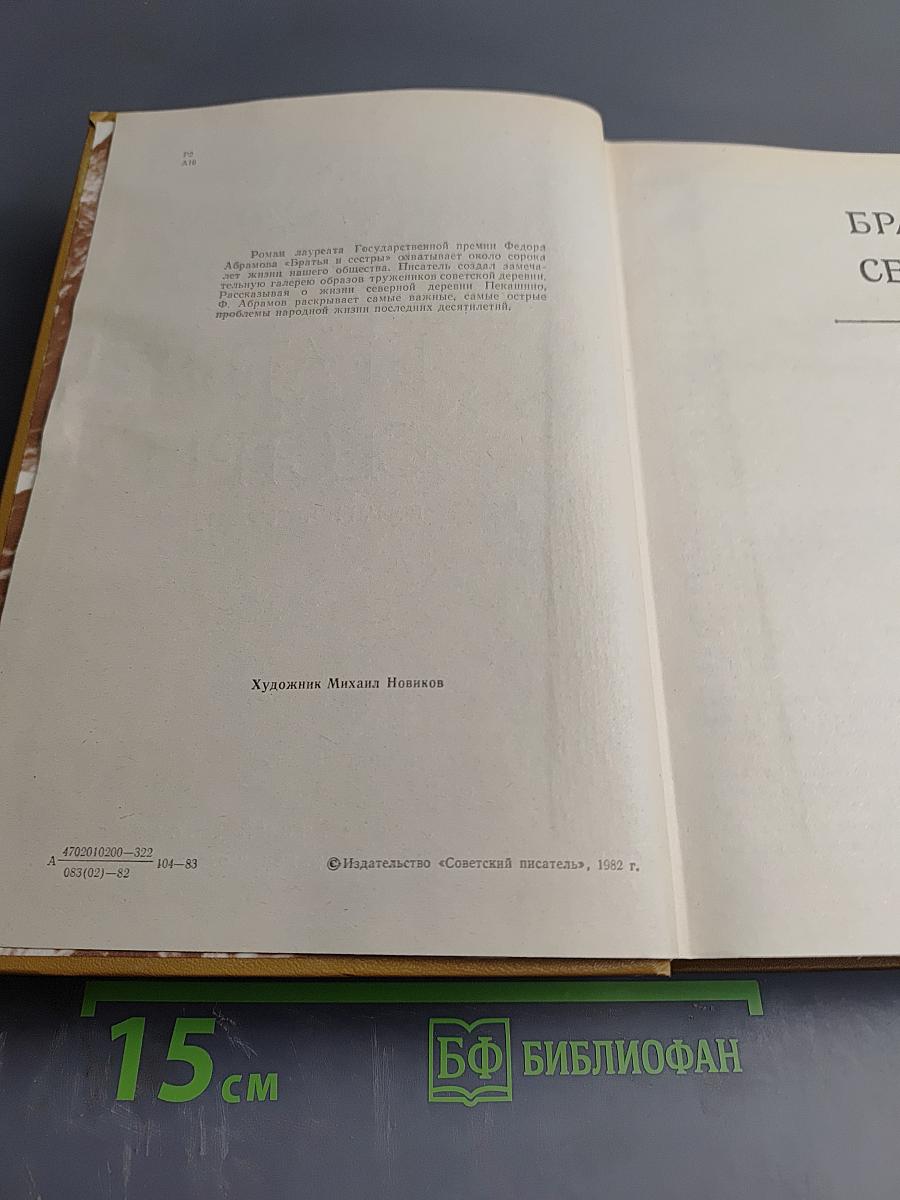 Р2
А16
Роман лауреата Государственной премии Федора
Абрамова «Братья и сестры» охватывает около сорока
лет жизни нашего общества. Писатель создал замеча-
тельную галерею образов тружеников советской деревни.
Рассказывая о жизни северной деревни Пекашино,
Ф. Абрамов раскрывает самые важные, самые острые
проблемы народной жизни последних десятилетий.
Художник Михаил Новиков
А 4702010200—322
083(02)—82
104—83
© Издательство «Советский писатель», 1982 г.
БРА
СЕ
15 см
БФ БИБЛИОФАН